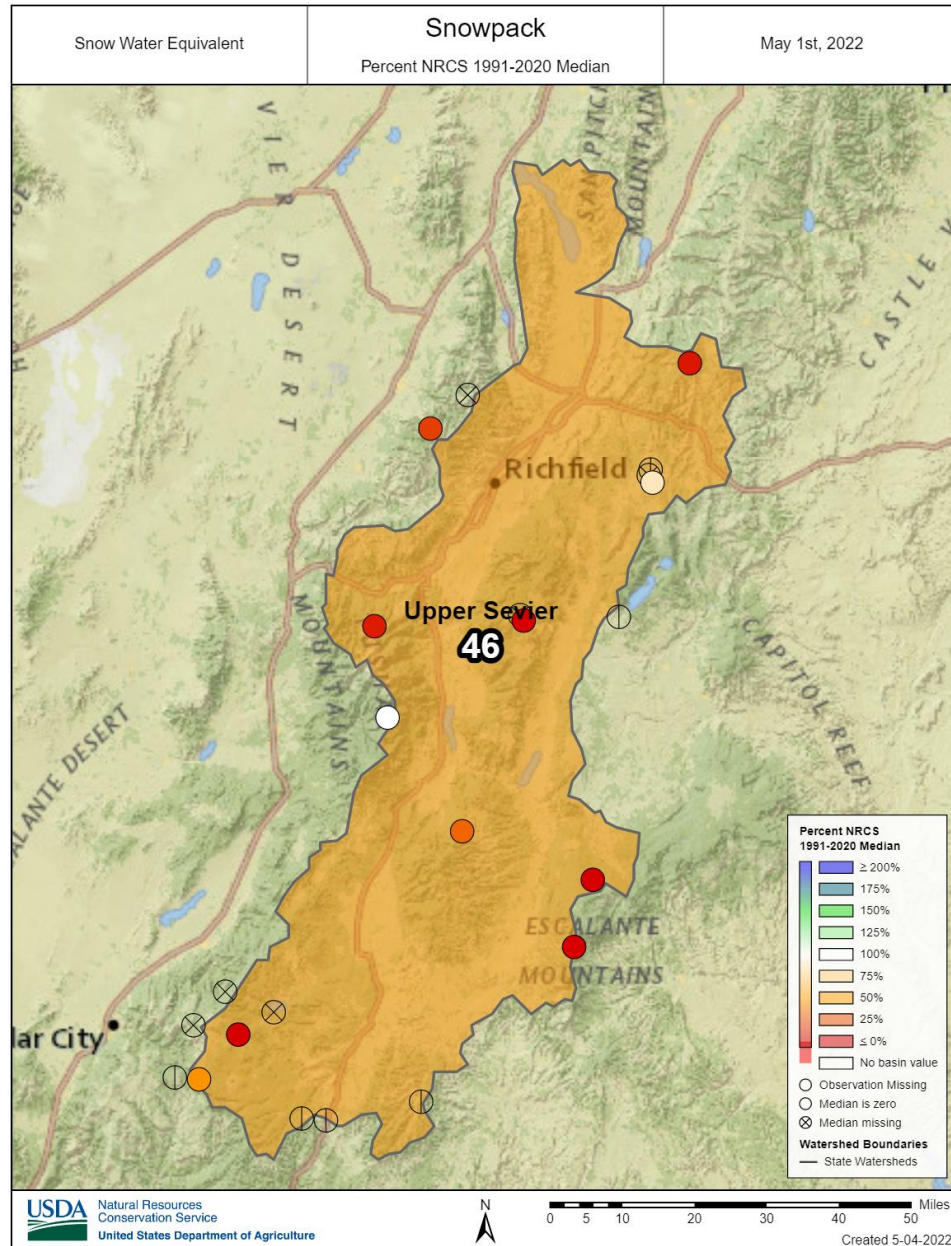 Snow Water Equivalent
Snowpack
Percent NRCS 1991-2020 Median
May 1st, 2022
VIER DESERT
SAN PITCH
MOUNTAIN
CASTLE V
Richfield
Upper Sevier
46
MOUNTAINS
CAPITOL REEF
ALANTE DESERT
ESCALANTE
MOUNTAINS
lar City
Percent NRCS
1991-2020 Median
≥ 200%
175%
150%
125%
100%
75%
50%
25%
≤ 0%
No basin value
Observation Missing
Median is zero
Median missing
Watershed Boundaries
State Watersheds
USDA
Natural Resources
Conservation Service
United States Department of Agriculture
N
Miles
0 5 10 20 30 40 50
Created 5-04-2022